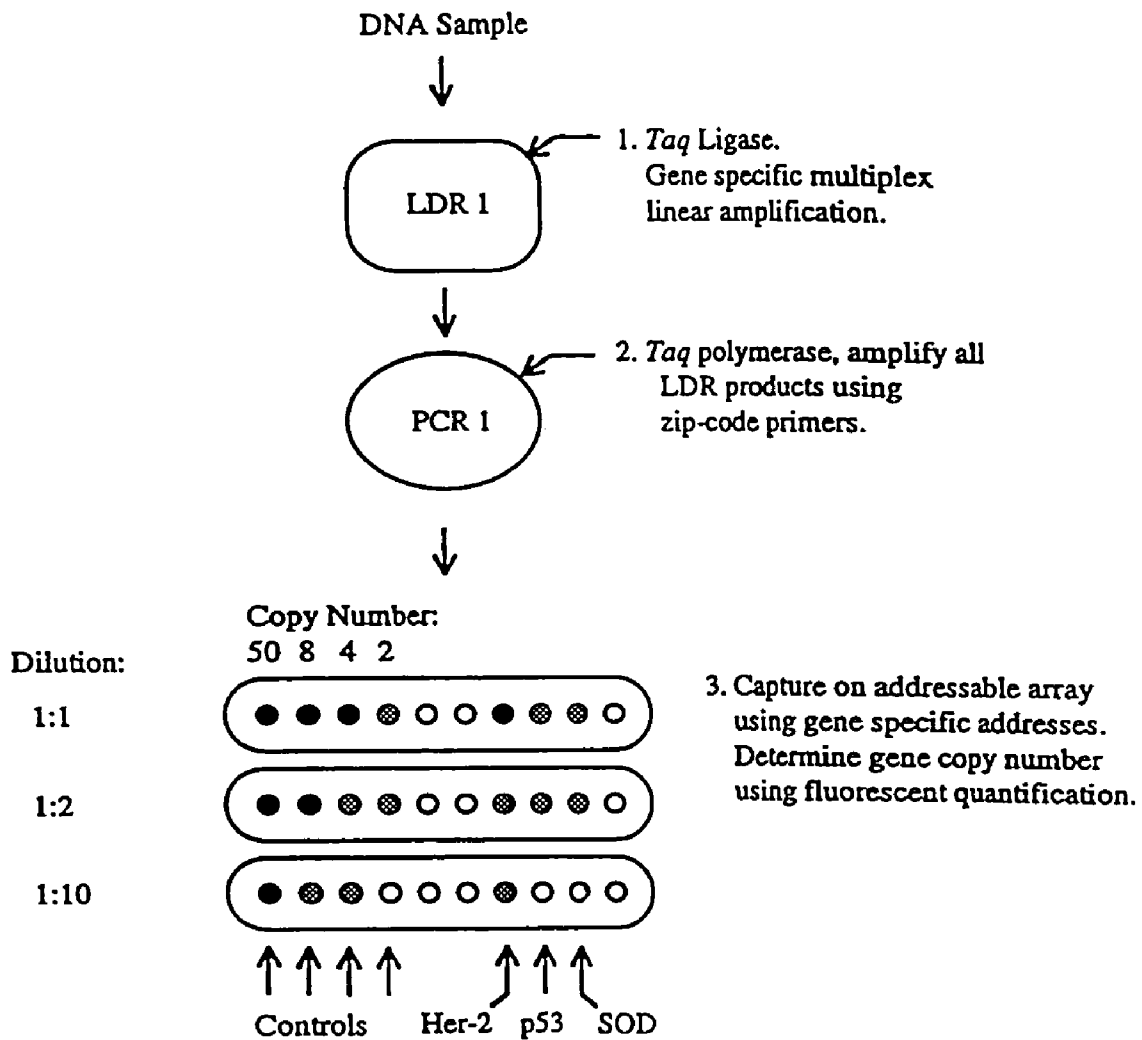 DNA Sample
LDR 1
1. Taq Ligase.
Gene specific multiplex
linear amplification.
PCR 1
2. Taq polymerase, amplify all
LDR products using
zip-code primers.
Copy Number:
50 8 4 2
Dilution:
1:1
1:2
1:10
3. Capture on addressable array
using gene specific addresses.
Determine gene copy number
using fluorescent quantification.
Controls Her-2 p53 SOD